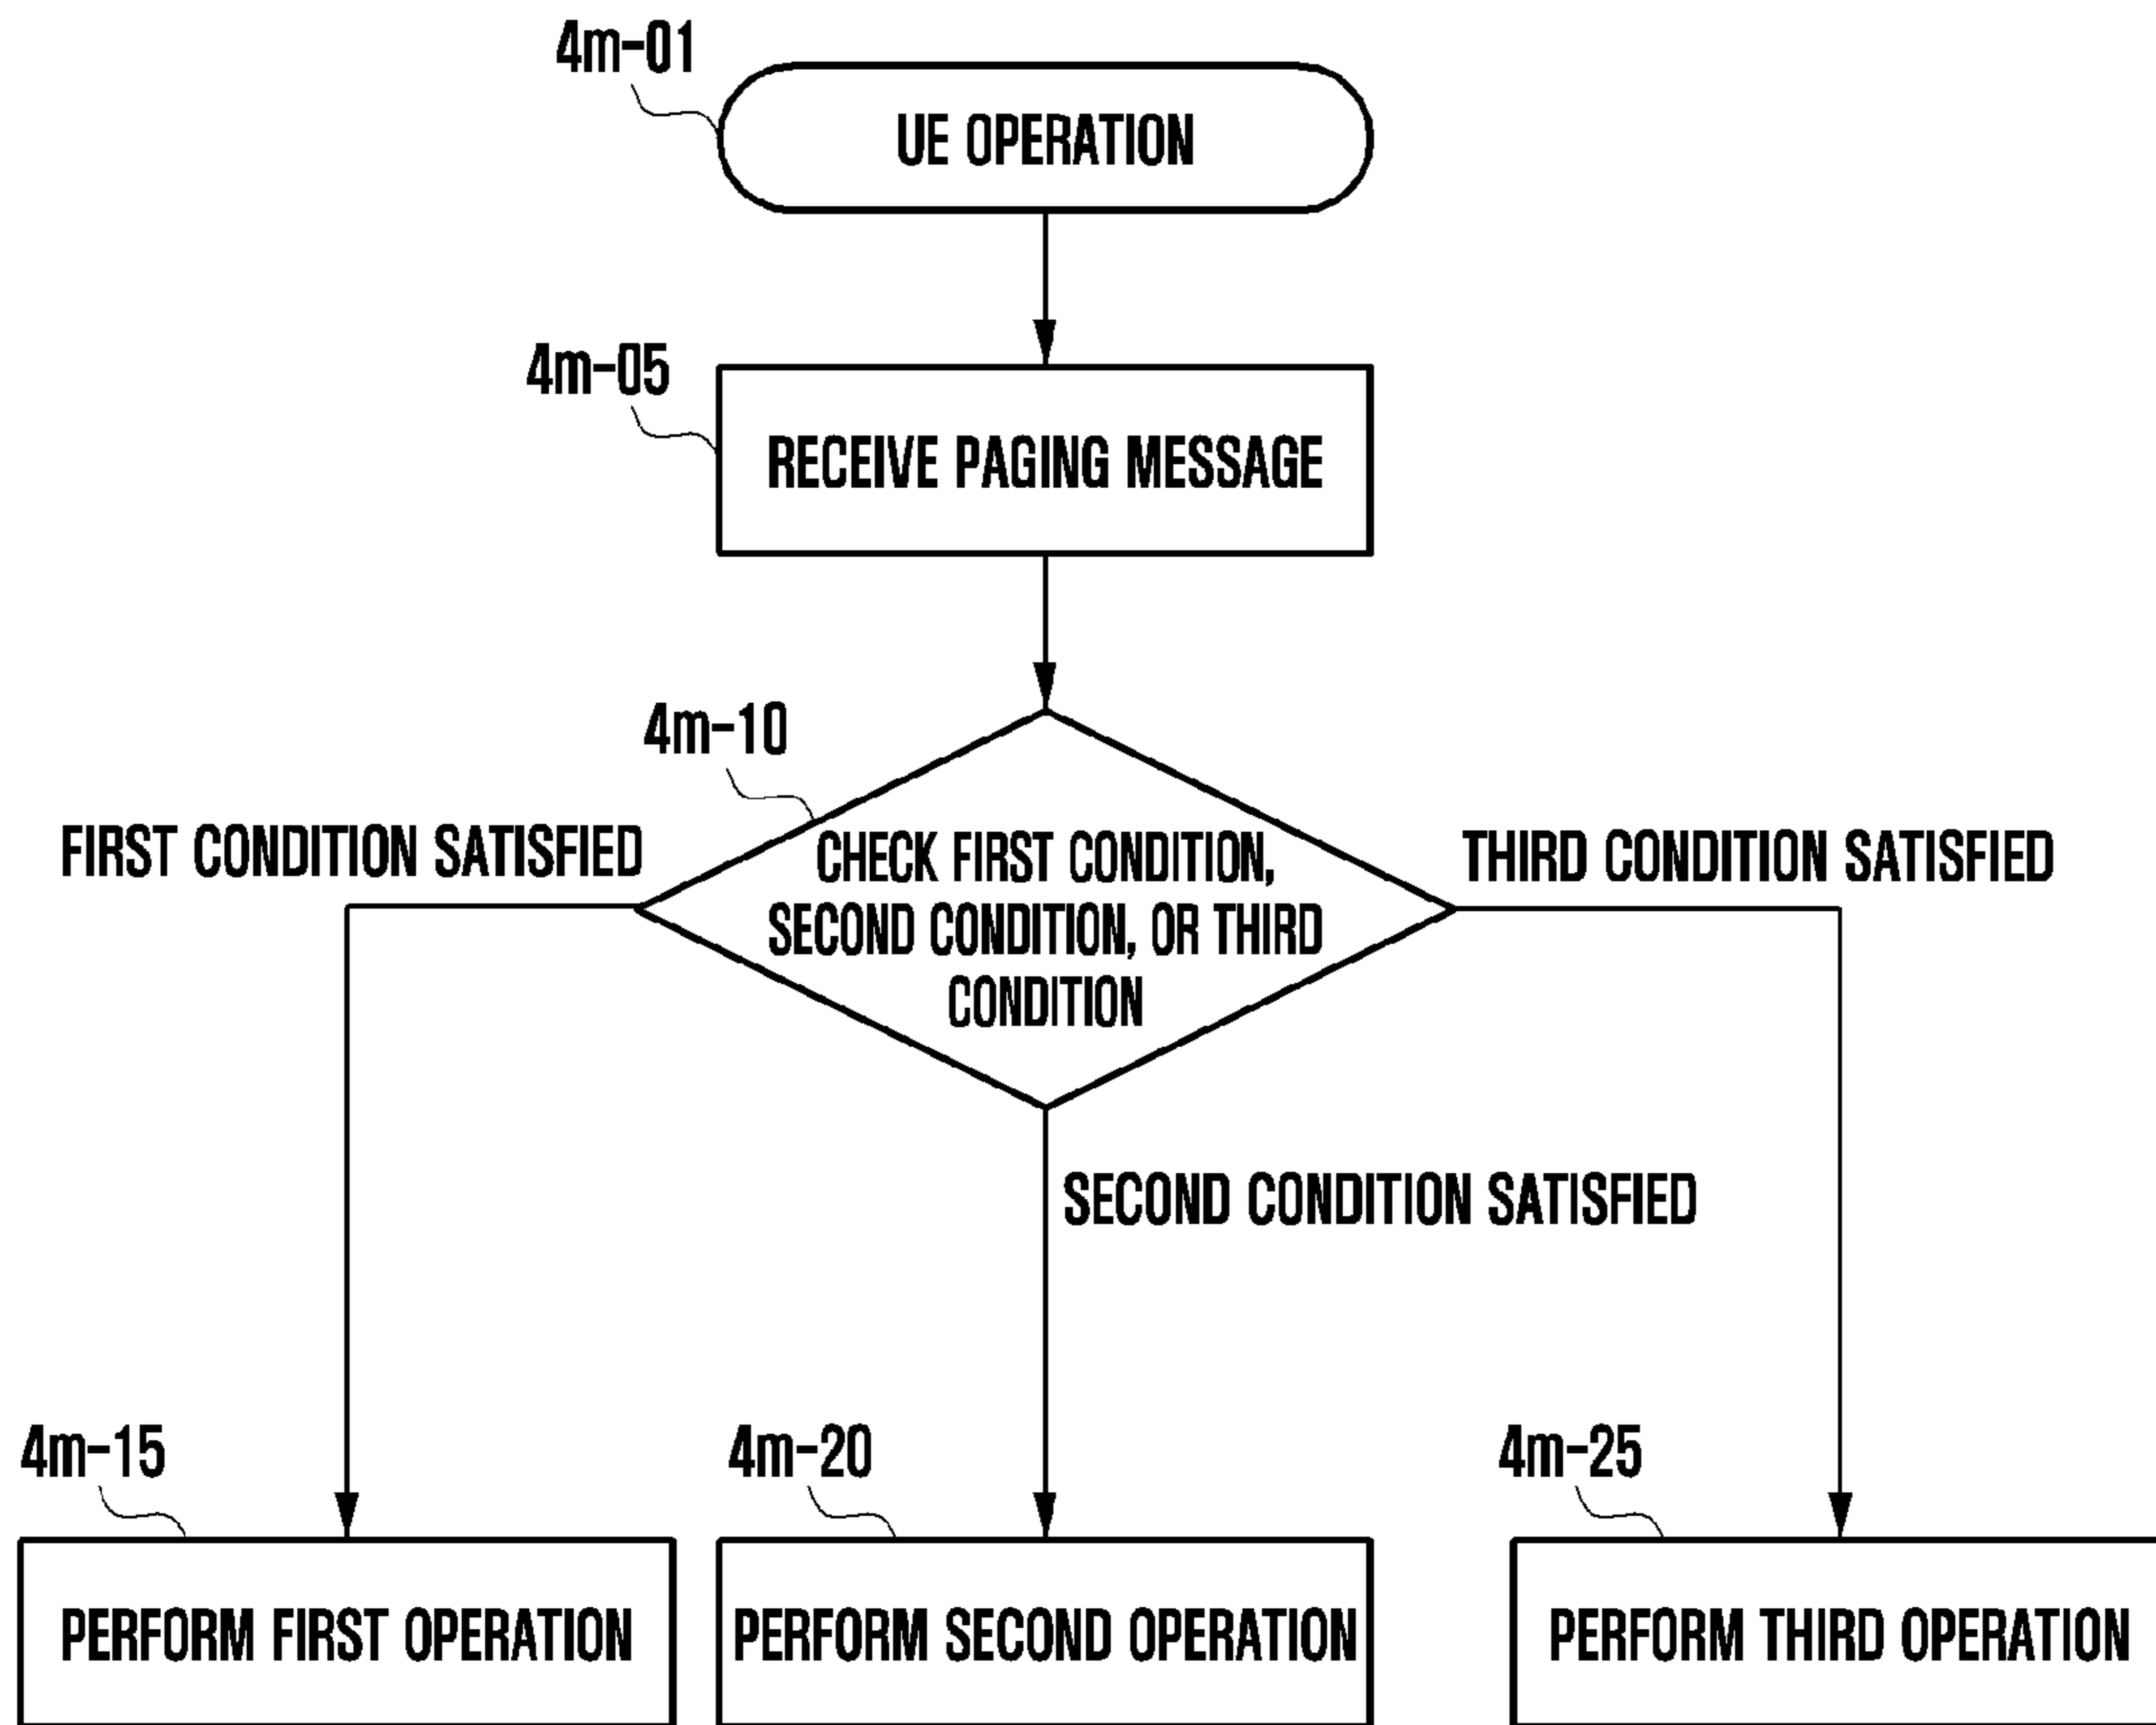 4m-01
UE OPERATION
4m-05
RECEIVE PAGING MESSAGE
4m-10
FIRST CONDITION SATISFIED
CHECK FIRST CONDITION,
SECOND CONDITION, OR THIRD
CONDITION
THIRD CONDITION SATISFIED
SECOND CONDITION SATISFIED
4m-15
PERFORM FIRST OPERATION
4m-20
PERFORM SECOND OPERATION
4m-25
PERFORM THIRD OPERATION